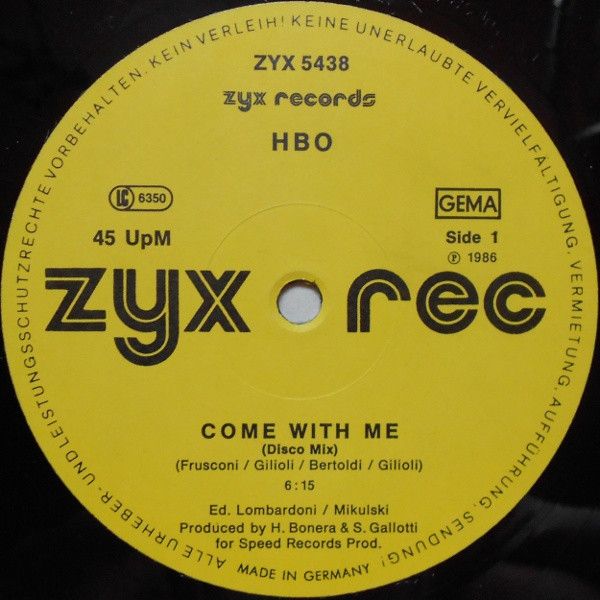 ALLE URHEBER- UND LEISTUNGSSCHUTZRECHTE VORBEHALTEN. KEIN VERLEIH! KEINE UNERLAUBTE VERVIELFÄLTIGUNG, VERMIETUNG, AUFFÜHRUNG, SENDUNG!
ZYX 5438
zyx records
HBO
LC 6350
GEMA
45 UpM
Side 1
Ⓟ 1986
zyx rec
COME WITH ME
(Disco Mix)
(Frusconi / Gilioli / Bertoldi / Gilioli)
6:15
Ed. Lombardoni / Mikulski
Produced by H. Bonera & S. Gallotti
for Speed Records Prod.
MADE IN GERMANY